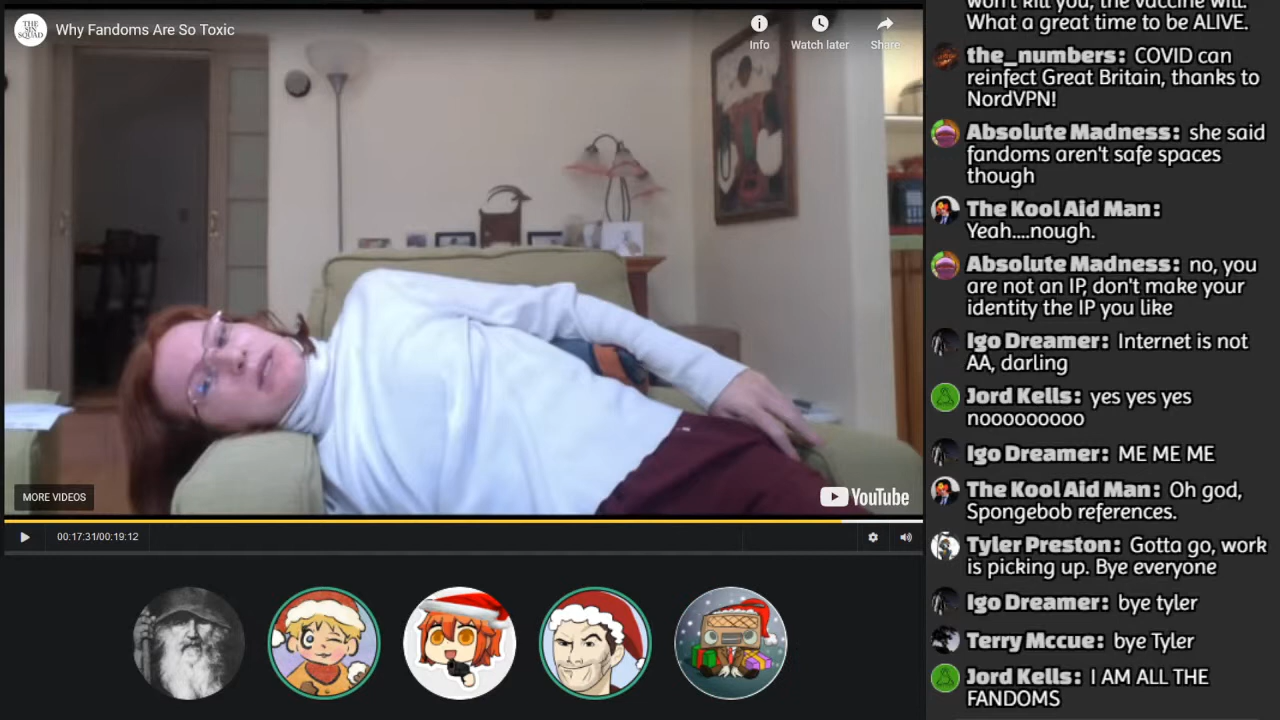 THE
SIN
SQUAD
Why Fandoms Are So Toxic
Info
Watch later
Share
MORE VIDEOS
YouTube
00:17:31/00:19:12
won't kill you, the vaccine will.
What a great time to be ALIVE.
the_numbers: COVID can
reinfect Great Britain, thanks to
NordVPN!
Absolute Madness: she said
fandoms aren't safe spaces
though
The Kool Aid Man:
Yeah....nough.
Absolute Madness: no, you
are not an IP, don't make your
identity the IP you like
Igo Dreamer: Internet is not
AA, darling
Jord Kells: yes yes yes
nooooooooo
Igo Dreamer: ME ME ME
The Kool Aid Man: Oh god,
Spongebob references.
Tyler Preston: Gotta go, work
is picking up. Bye everyone
Igo Dreamer: bye tyler
Terry Mccue: bye Tyler
Jord Kells: I AM ALL THE
FANDOMS